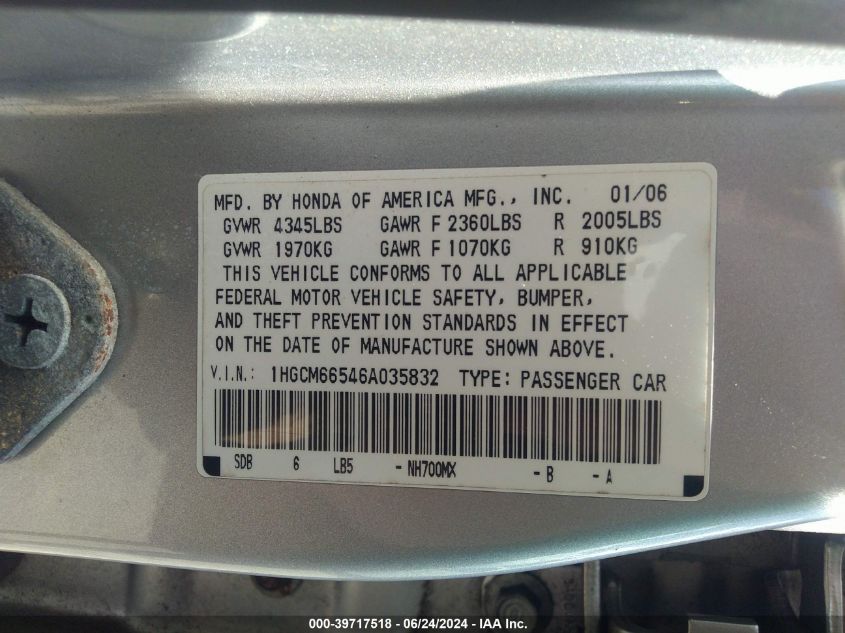 MFD. BY HONDA OF AMERICA MFG., INC. 01/06
GVWR 4345LBS GAWR F 2360LBS R 2005LBS
GVWR 1970KG GAWR F 1070KG R 910KG
THIS VEHICLE CONFORMS TO ALL APPLICABLE
FEDERAL MOTOR VEHICLE SAFETY, BUMPER,
AND THEFT PREVENTION STANDARDS IN EFFECT
ON THE DATE OF MANUFACTURE SHOWN ABOVE.
V.I.N.: 1HGCM66546A035832 TYPE: PASSENGER CAR
SDB 6 LB5 - NH700MX - B - A
000-39717518 - 06/24/2024 - IAA Inc.